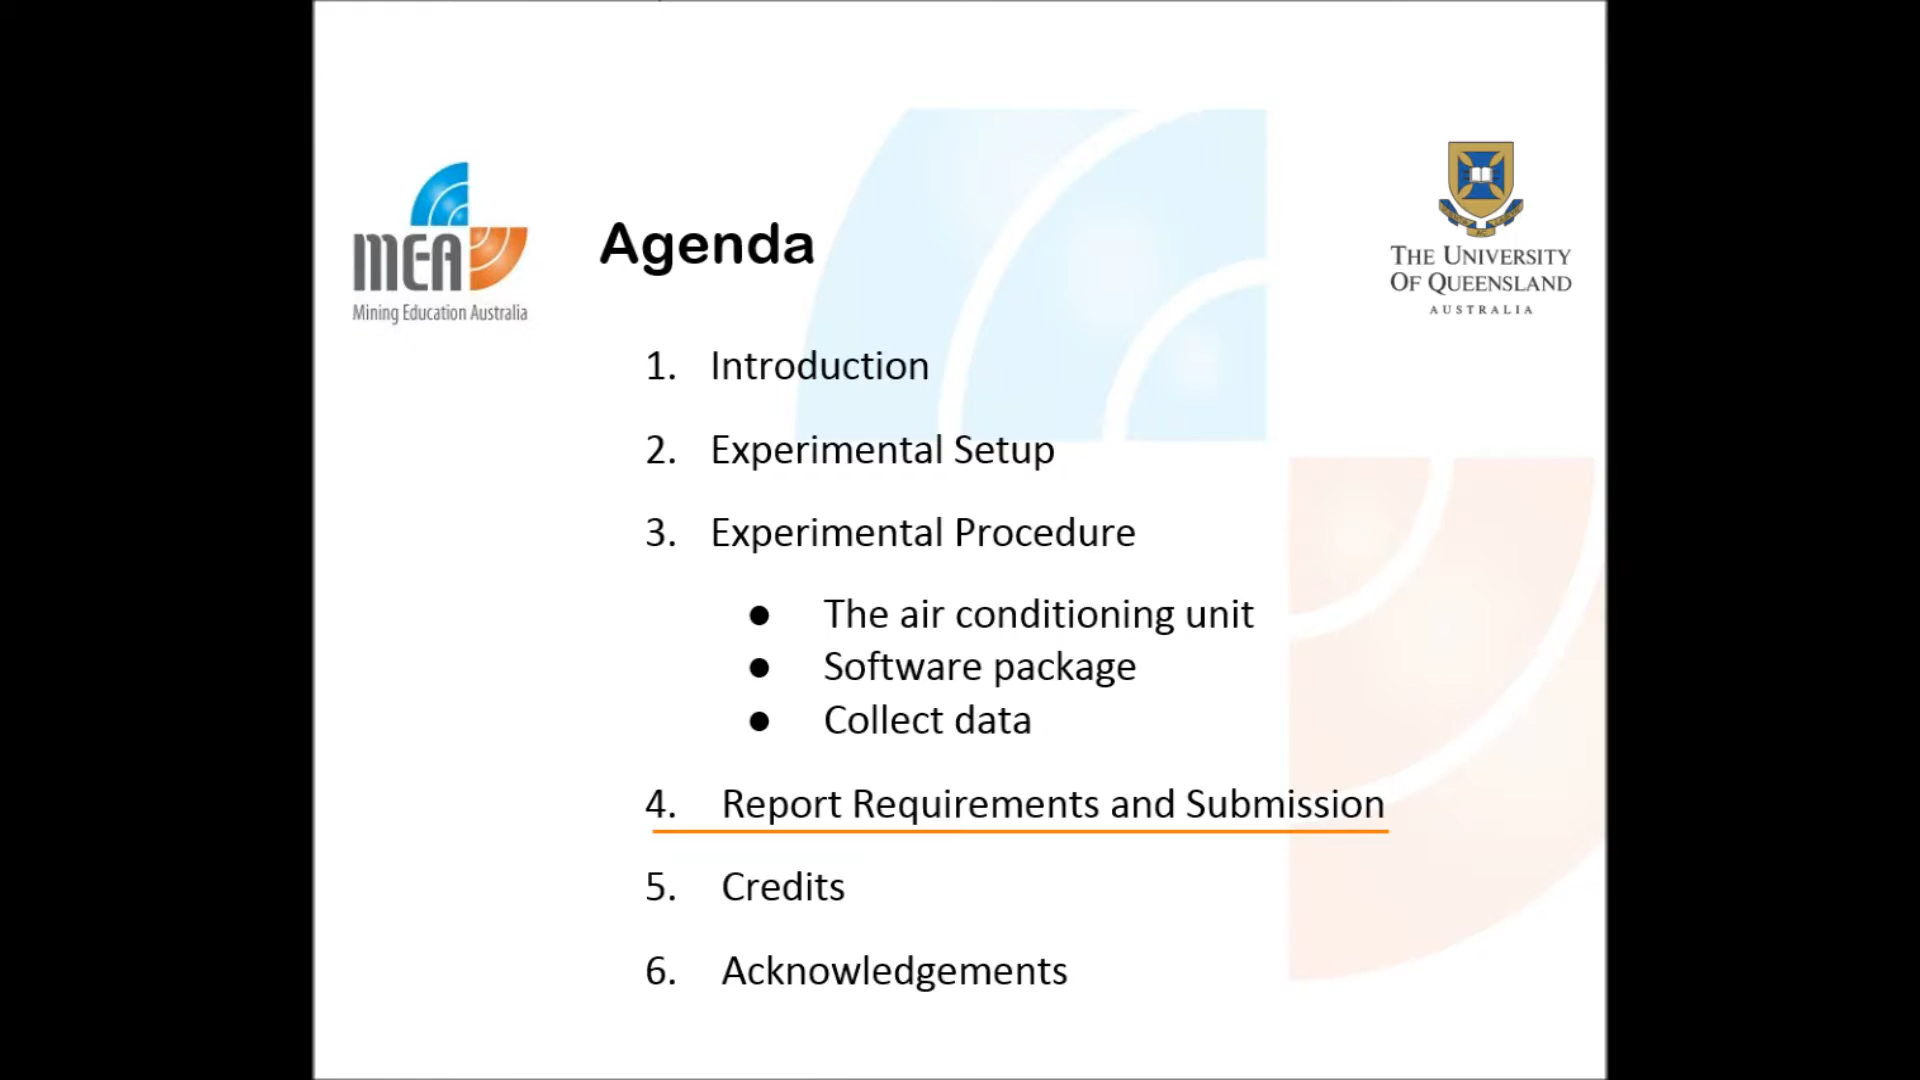 MEA
Mining Education Australia
Agenda
THE UNIVERSITY
OF QUEENSLAND
AUSTRALIA
1. Introduction
2. Experimental Setup
3. Experimental Procedure
● The air conditioning unit
● Software package
● Collect data
4. Report Requirements and Submission
5. Credits
6. Acknowledgements